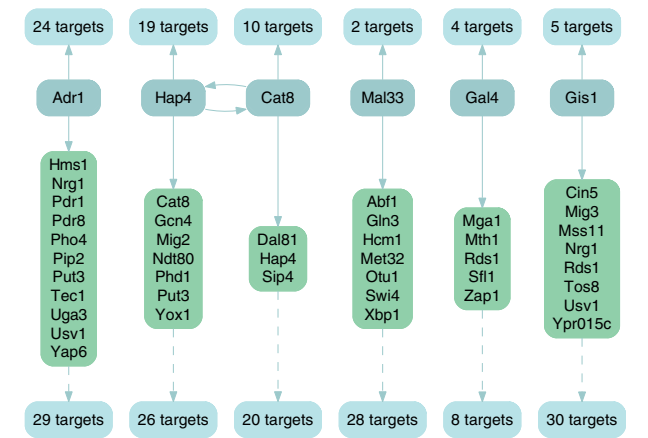 24 targets
19 targets
10 targets
2 targets
4 targets
5 targets
Adr1
Hap4
Cat8
Mal33
Gal4
Gis1
Hms1
Nrg1
Pdr1
Pdr8
Pho4
Pip2
Put3
Tec1
Uga3
Usv1
Yap6
Cat8
Gcn4
Mig2
Ndt80
Phd1
Put3
Yox1
Dal81
Hap4
Sip4
Abf1
Gln3
Hcm1
Met32
Otu1
Swi4
Xbp1
Mga1
Mth1
Rds1
Sfl1
Zap1
Cin5
Mig3
Mss11
Nrg1
Rds1
Tos8
Usv1
Ypr015c
29 targets
26 targets
20 targets
28 targets
8 targets
30 targets